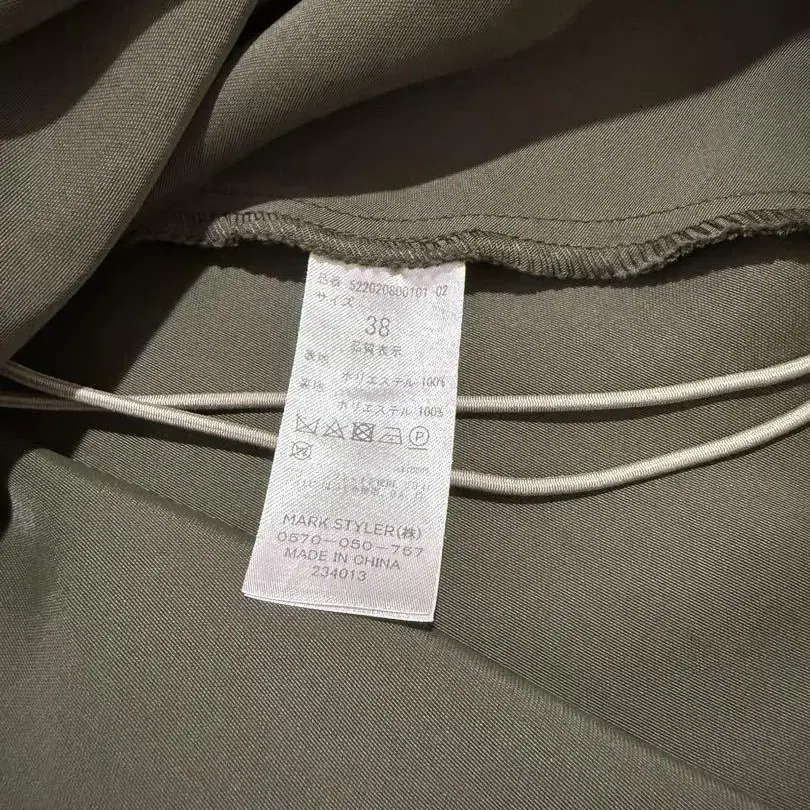 品番 522020800101 02
サイズ
38
品質表示
表地 ポリエステル 100%
裏地 ポリエステル 100%
P
MARK STYLER(株)
0570-050-757
MADE IN CHINA
234013